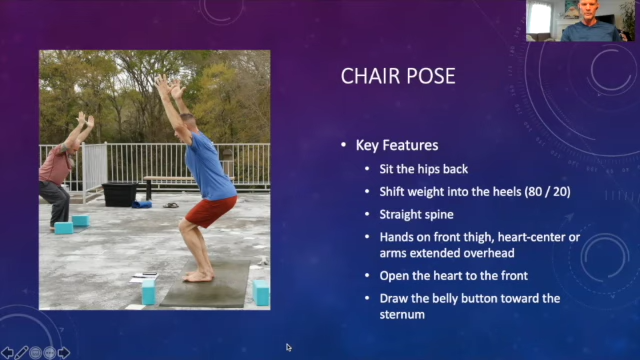 CHAIR POSE
• Key Features
• Sit the hips back
• Shift weight into the heels (80 / 20)
• Straight spine
• Hands on front thigh, heart-center or
arms extended overhead
• Open the heart to the front
• Draw the belly button toward the
sternum